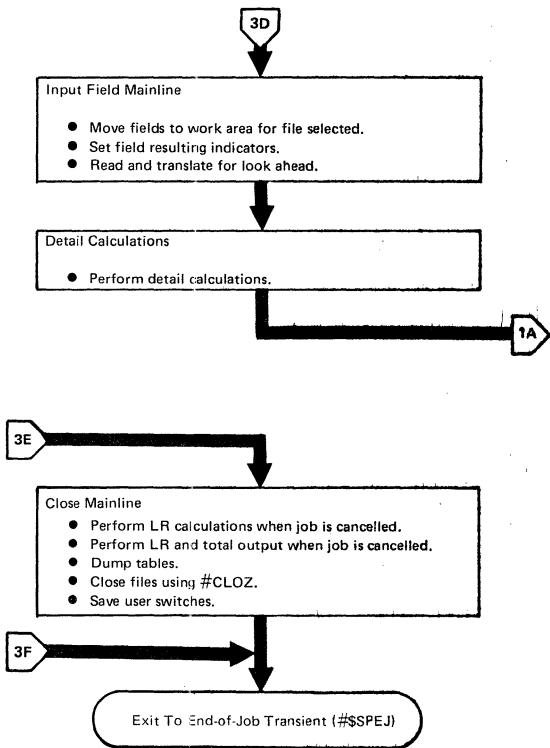 3D
Input Field Mainline
● Move fields to work area for file selected.
● Set field resulting indicators.
● Read and translate for look ahead.
Detail Calculations
● Perform detail calculations.
1A
3E
Close Mainline
● Perform LR calculations when job is cancelled.
● Perform LR and total output when job is cancelled.
● Dump tables.
● Close files using #CLOZ.
● Save user switches.
3F
Exit To End-of-Job Transient (#$SPEJ)